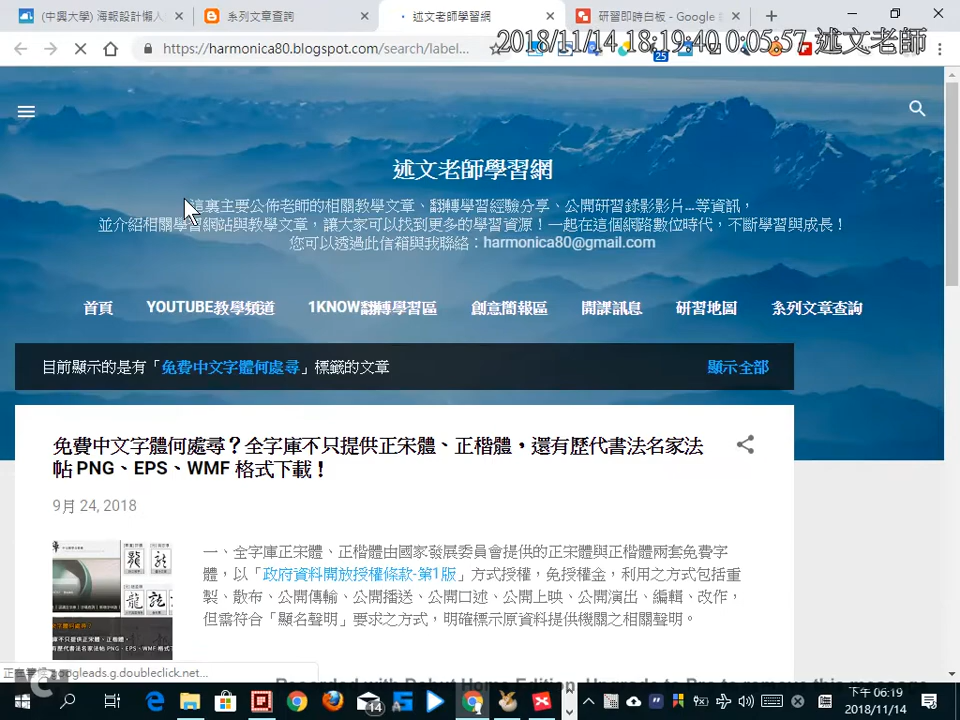 (中興大學) 海報設計懶人
系列文章查詢
述文老師學習網
研習即時白板 - Google
https://harmonica80.blogspot.com/search/label...
2018/11/14 18:19:40 0:05:57 述文老師
25
述文老師學習網
這裏主要公佈老師的相關教學文章、翻轉學習經驗分享、公開研習錄影影片...等資訊，
並介紹相關學習網站與教學文章，讓大家可以找到更多的學習資源！一起在這個網路數位時代，不斷學習與成長！
您可以透過此信箱與我聯絡：harmonica80@gmail.com
首頁 YOUTUBE教學頻道 1KNOW翻轉學習區 創意簡報區 開課訊息 研習地圖 系列文章查詢
目前顯示的是有「免費中文字體何處尋」標籤的文章 顯示全部
免費中文字體何處尋？全字庫不只提供正宋體、正楷體，還有歷代書法名家法
帖 PNG、EPS、WMF 格式下載！
9月 24, 2018
一、全字庫正宋體、正楷體由國家發展委員會提供的正宋體與正楷體兩套免費字
體，以「政府資料開放授權條款-第1版」方式授權，免授權金，利用之方式包括重
製、散布、公開傳輸、公開播送、公開口述、公開上映、公開演出、編輯、改作，
但需符合「顯名聲明」要求之方式，明確標示原資料提供機關之相關聲明。
googleads.g.doubleclick.net...
14
下午 06:19
2018/11/14